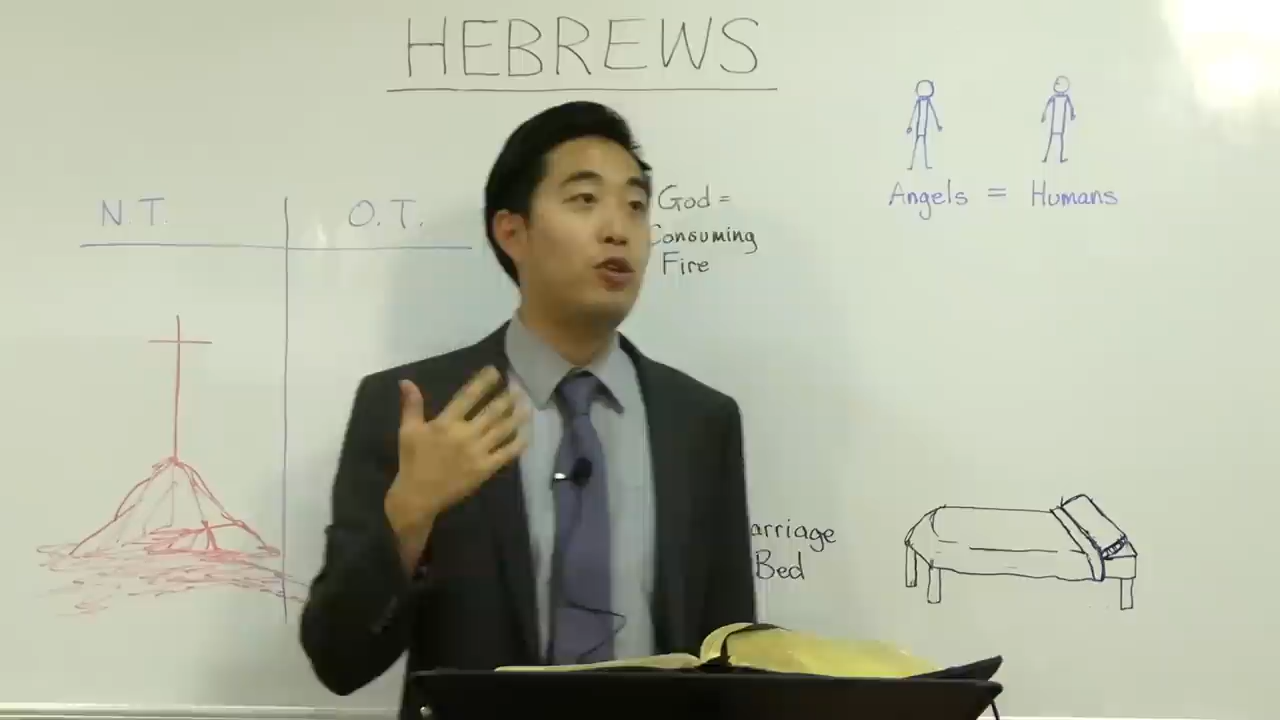 HEBREWS
N.T.
O.T.
God =
Consuming
Fire
Angels = Humans
arriage
Bed